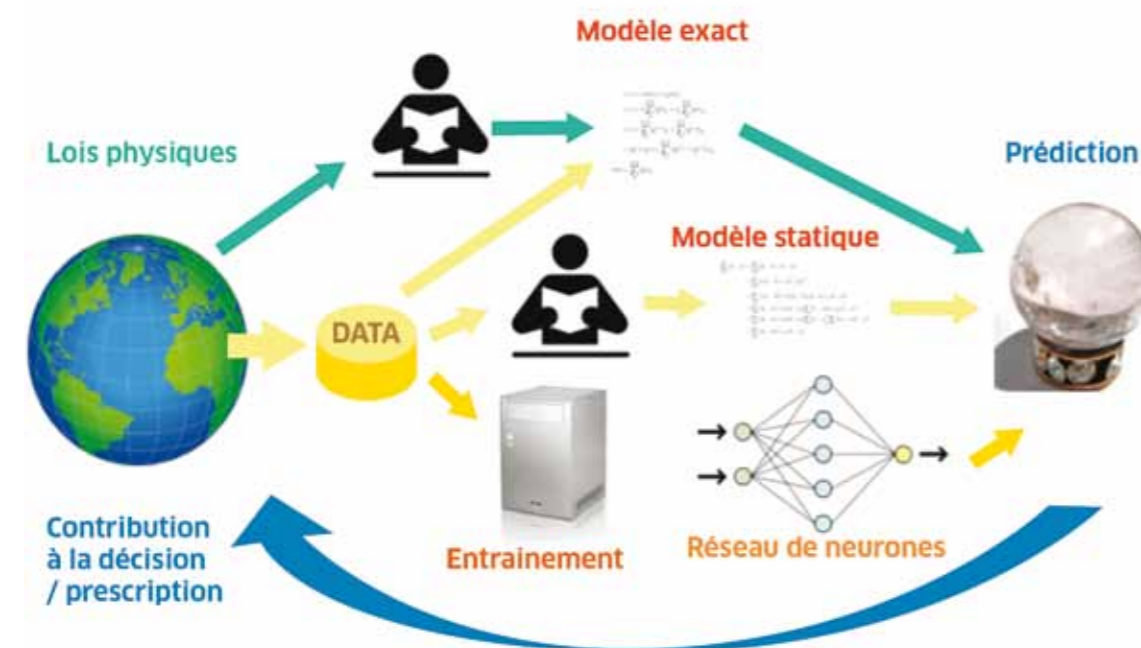 Modèle exact
Lois physiques
Prédiction
Modèle statique
DATA
Contribution
à la décision
/ prescription
Entrainement
Réseau de neurones